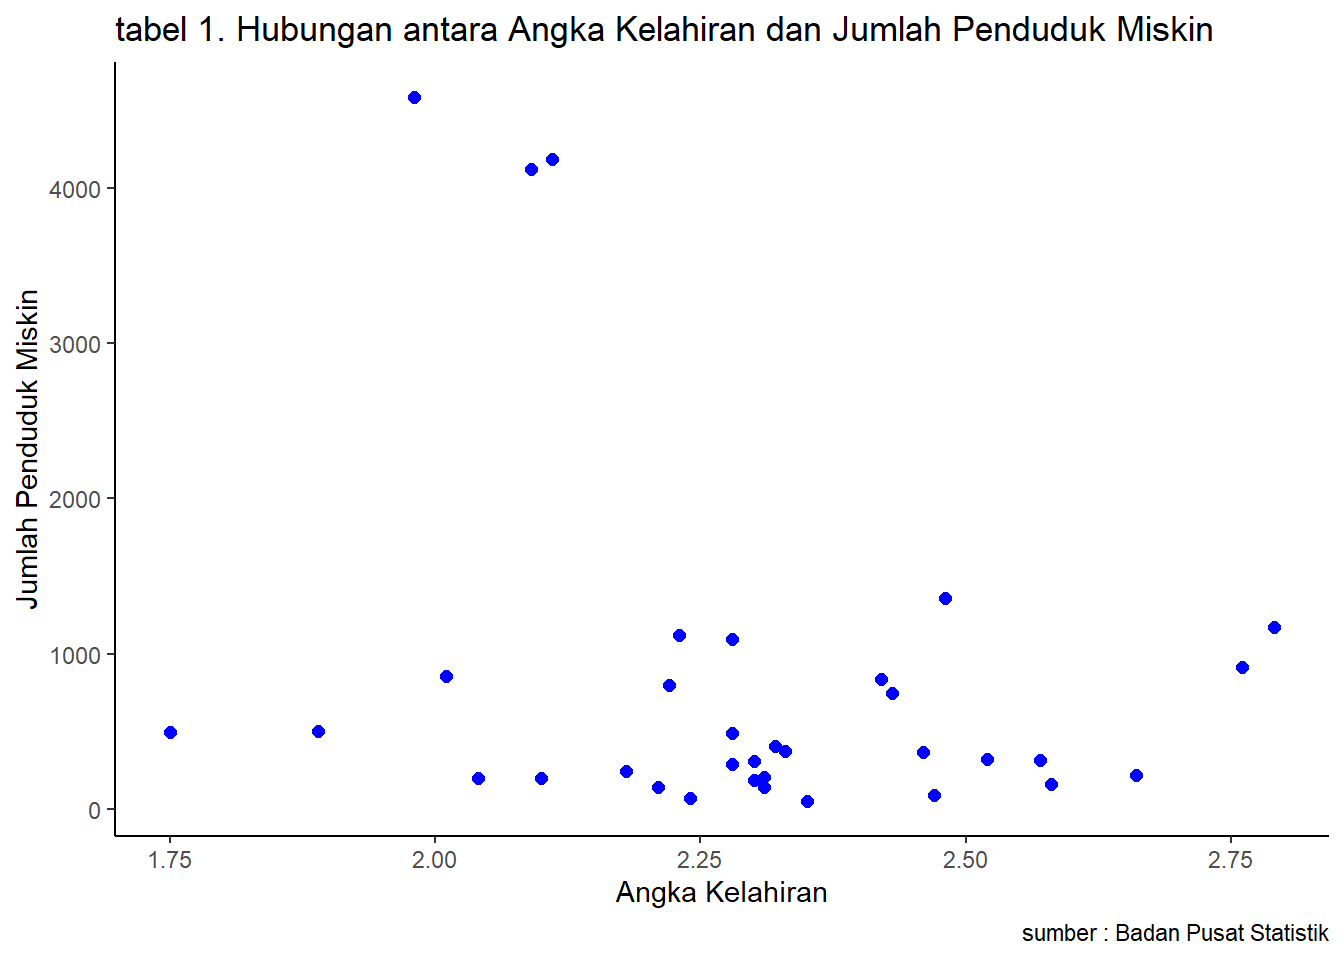 tabel 1. Hubungan antara Angka Kelahiran dan Jumlah Penduduk Miskin
Jumlah Penduduk Miskin
4000
3000
2000
1000
0
1.75 2.00 2.25 2.50 2.75
Angka Kelahiran
sumber : Badan Pusat Statistik